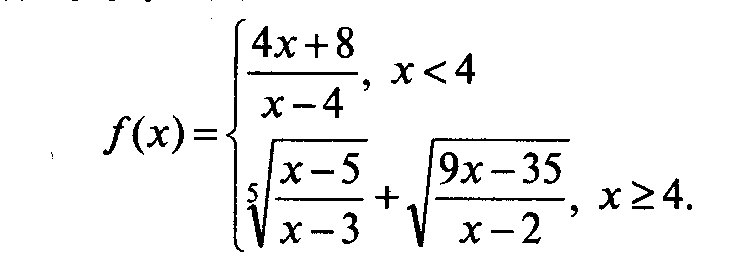 f(x) = { (4x+8)/(x−4), x < 4
⁵√((x−5)/(x−3)) + √((9x−35)/(x−2)), x ≥ 4.